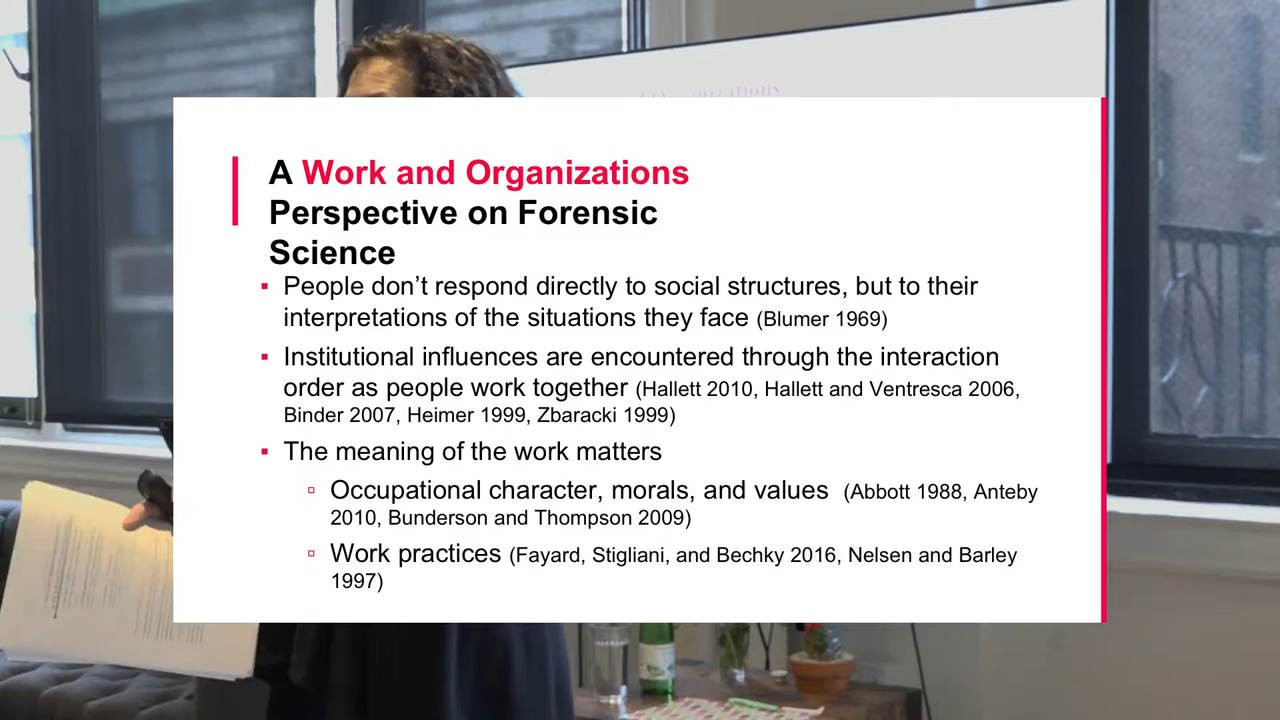 A Work and Organizations
Perspective on Forensic
Science
▪ People don’t respond directly to social structures, but to their
interpretations of the situations they face (Blumer 1969)
▪ Institutional influences are encountered through the interaction
order as people work together (Hallett 2010, Hallett and Ventresca 2006,
Binder 2007, Heimer 1999, Zbaracki 1999)
▪ The meaning of the work matters
▫ Occupational character, morals, and values (Abbott 1988, Anteby
2010, Bunderson and Thompson 2009)
▫ Work practices (Fayard, Stigliani, and Bechky 2016, Nelsen and Barley
1997)